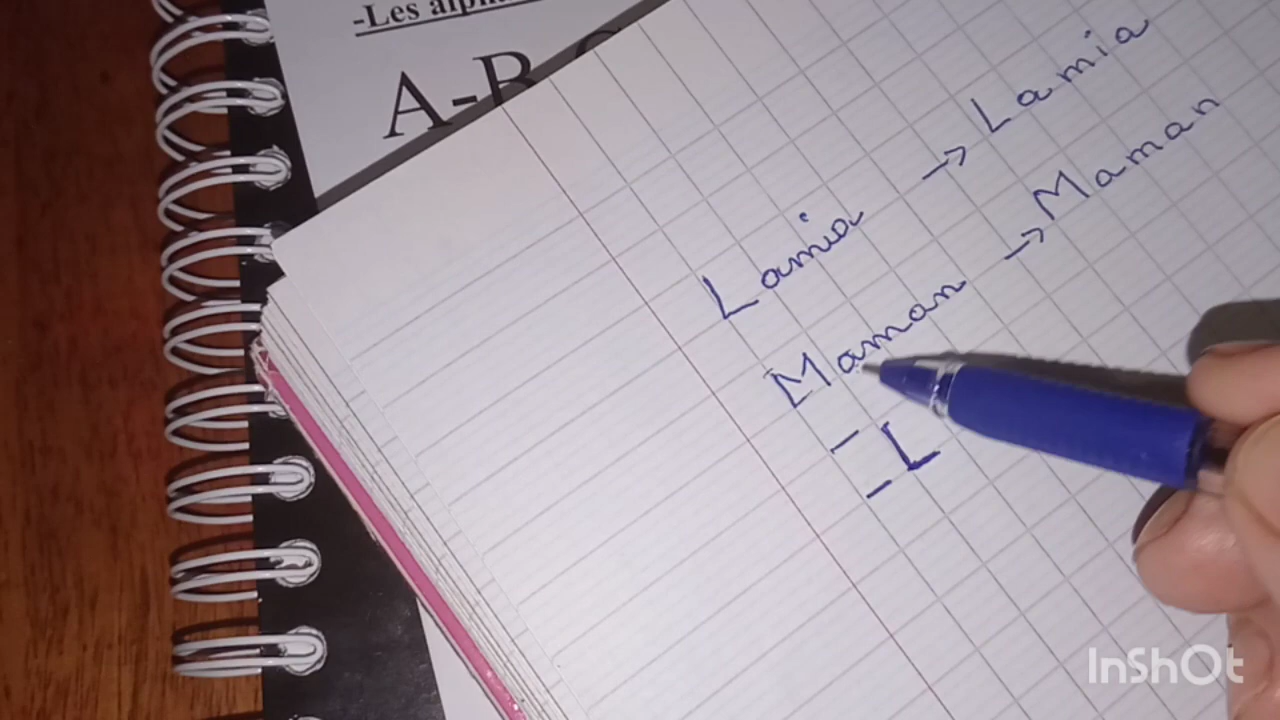 -Les alph
A-B
Lamia → Lamia
Maman → Maman
- L
-
InShOt